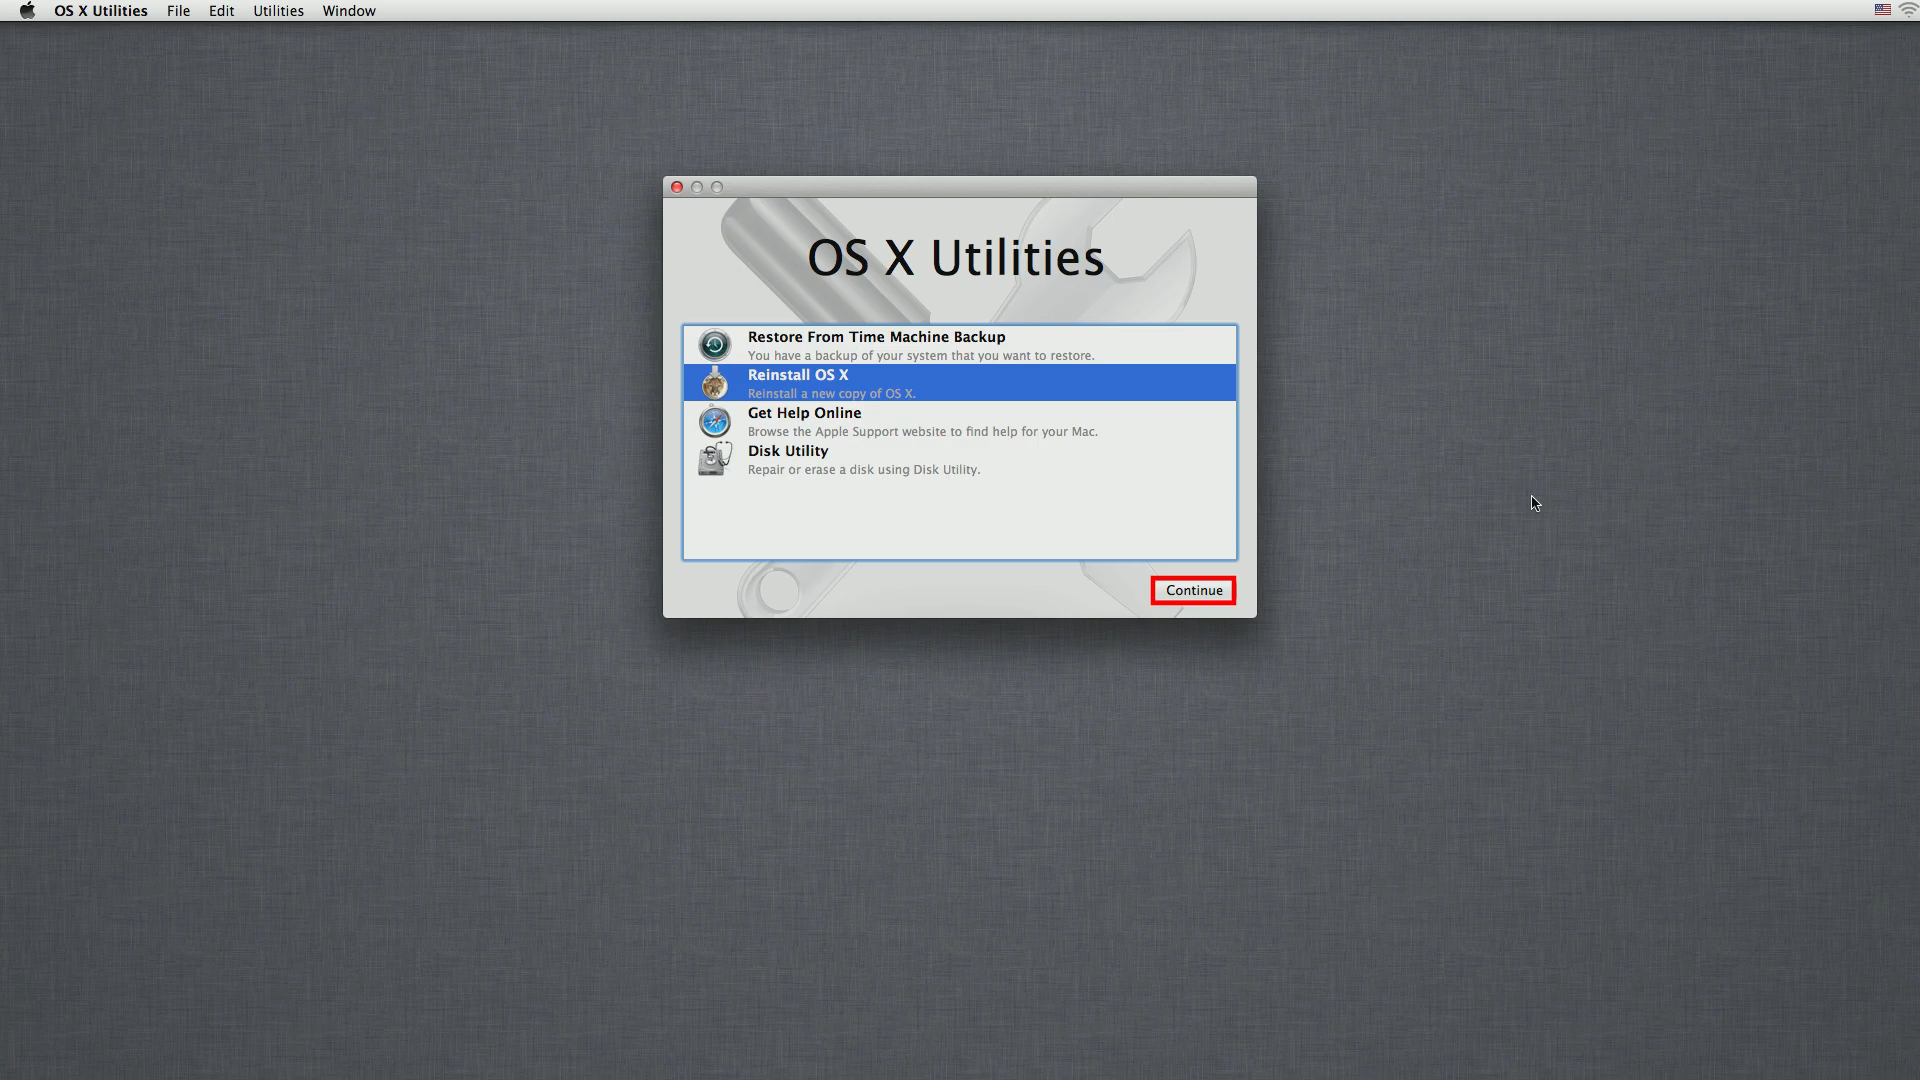 OS X Utilities File Edit Utilities Window
OS X Utilities
Restore From Time Machine Backup
You have a backup of your system that you want to restore.
Reinstall OS X
Reinstall a new copy of OS X.
Get Help Online
Browse the Apple Support website to find help for your Mac.
Disk Utility
Repair or erase a disk using Disk Utility.
Continue